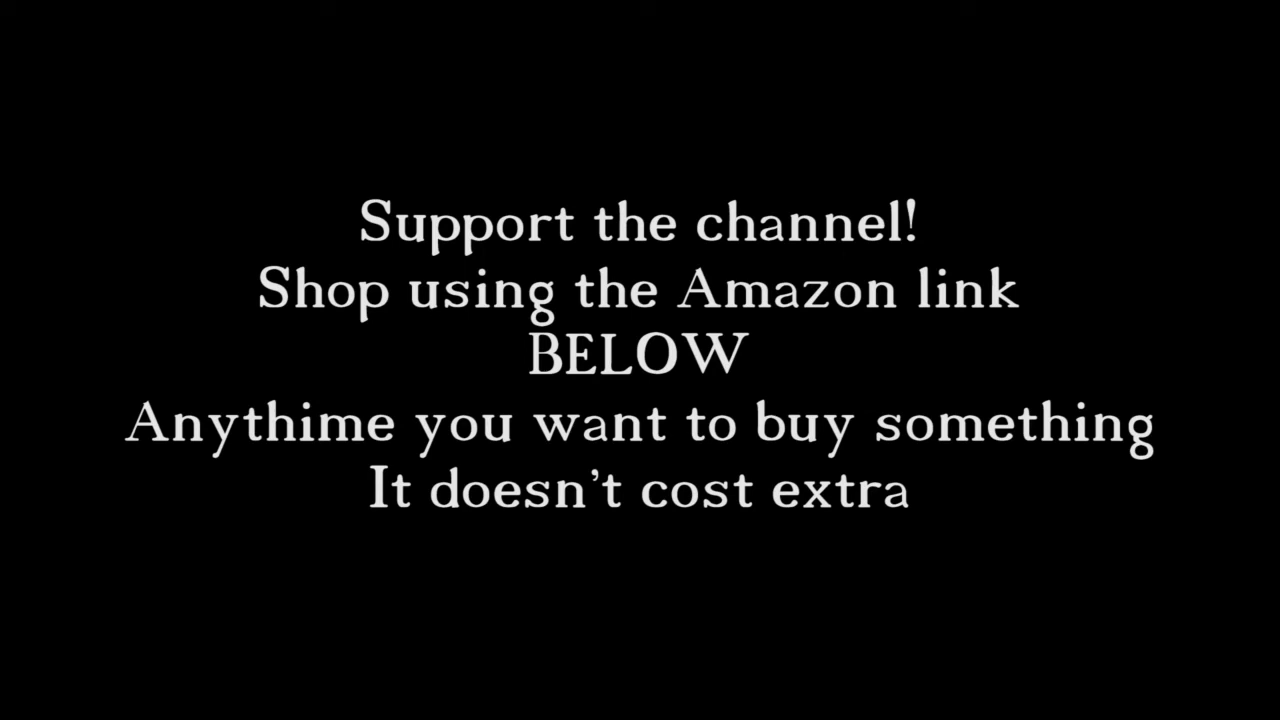 Support the channel!
Shop using the Amazon link
BELOW
Anythime you want to buy something
It doesn't cost extra